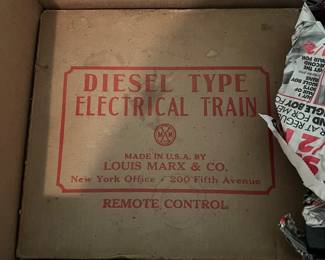 DIESEL TYPE
ELECTRICAL TRAIN
MAR
MADE IN U.S.A. BY
LOUIS MARX & CO.
New York Office - 200 Fifth Avenue
REMOTE CONTROL